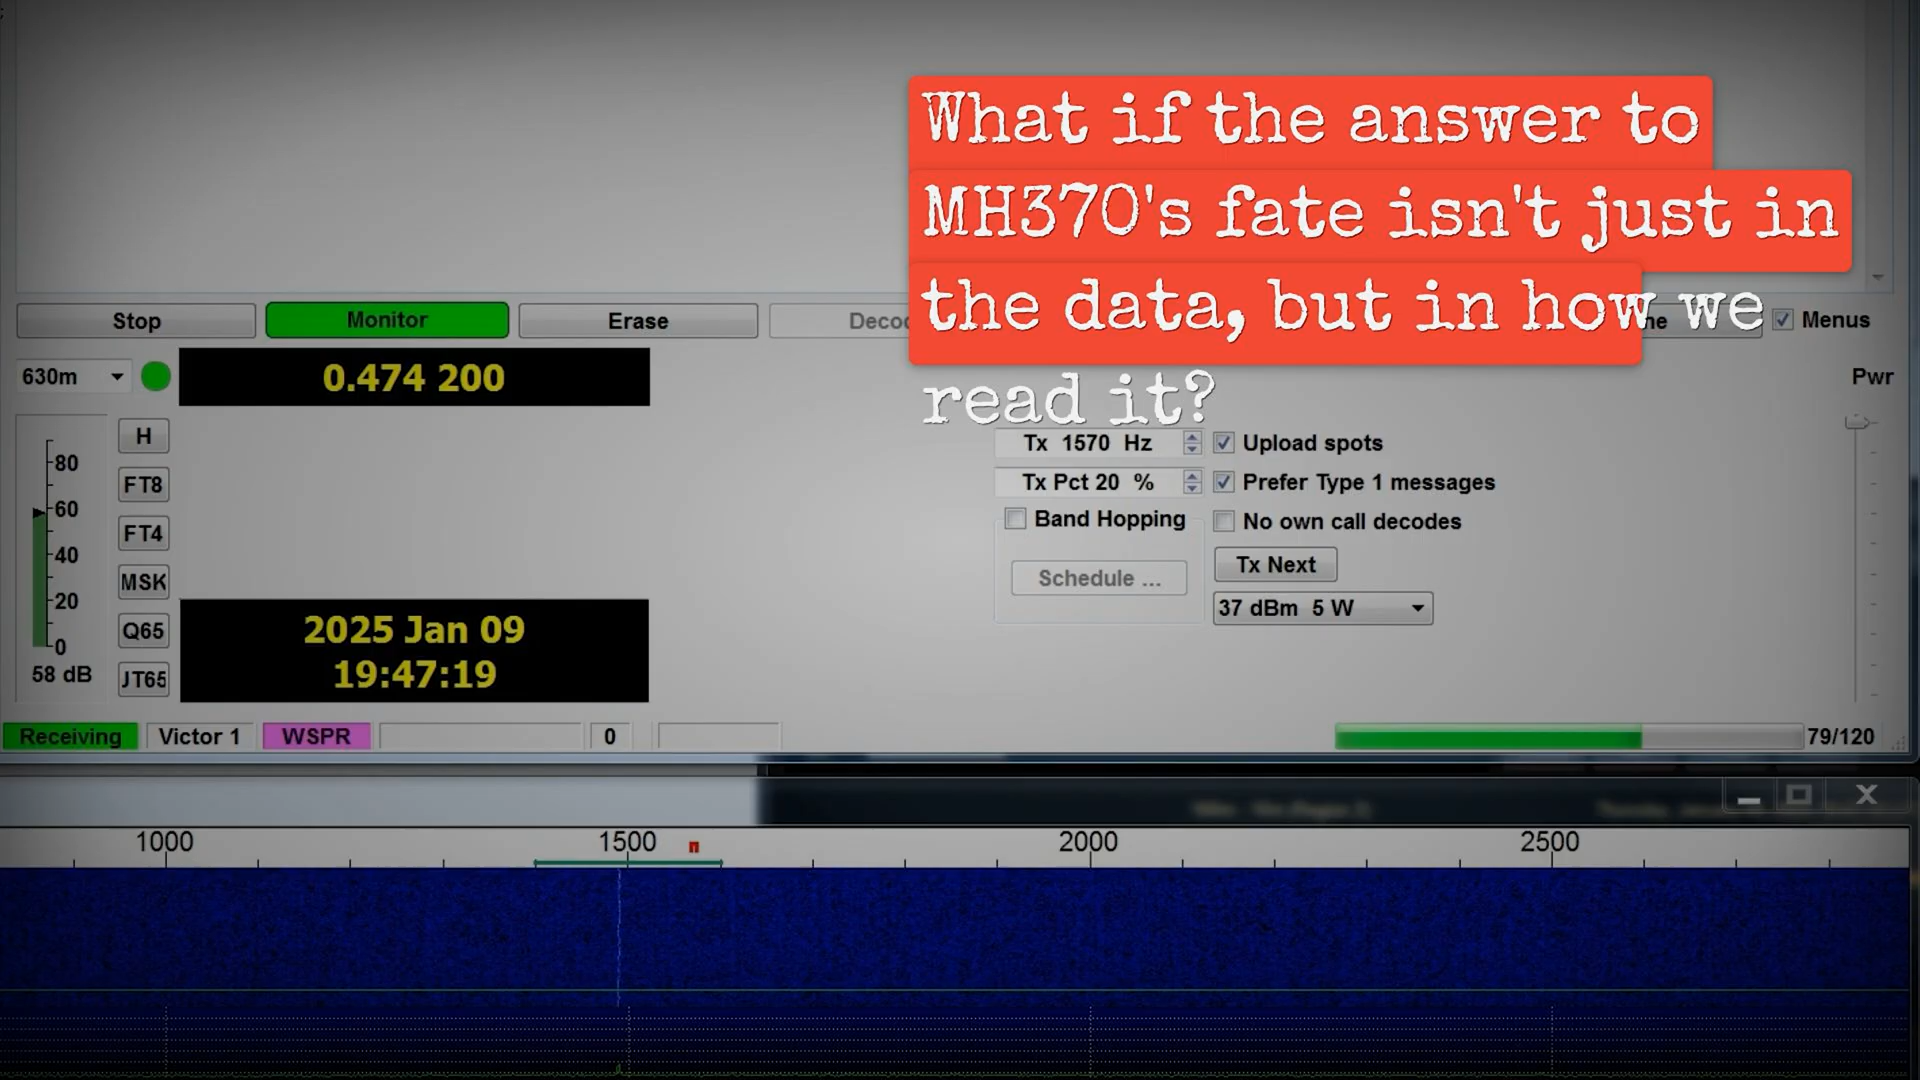 What if the answer to
MH370's fate isn't just in
the data, but in how we
read it?
Stop
Monitor
Erase
Menus
630m
0.474 200
Pwr
H
FT8
FT4
MSK
Q65
JT65
80
60
40
20
0
58 dB
2025 Jan 09
19:47:19
Tx 1570 Hz
Tx Pct 20 %
Band Hopping
Schedule ...
Upload spots
Prefer Type 1 messages
No own call decodes
Tx Next
37 dBm 5 W
Receiving
Victor 1
WSPR
0
79/120
1000
1500
2000
2500